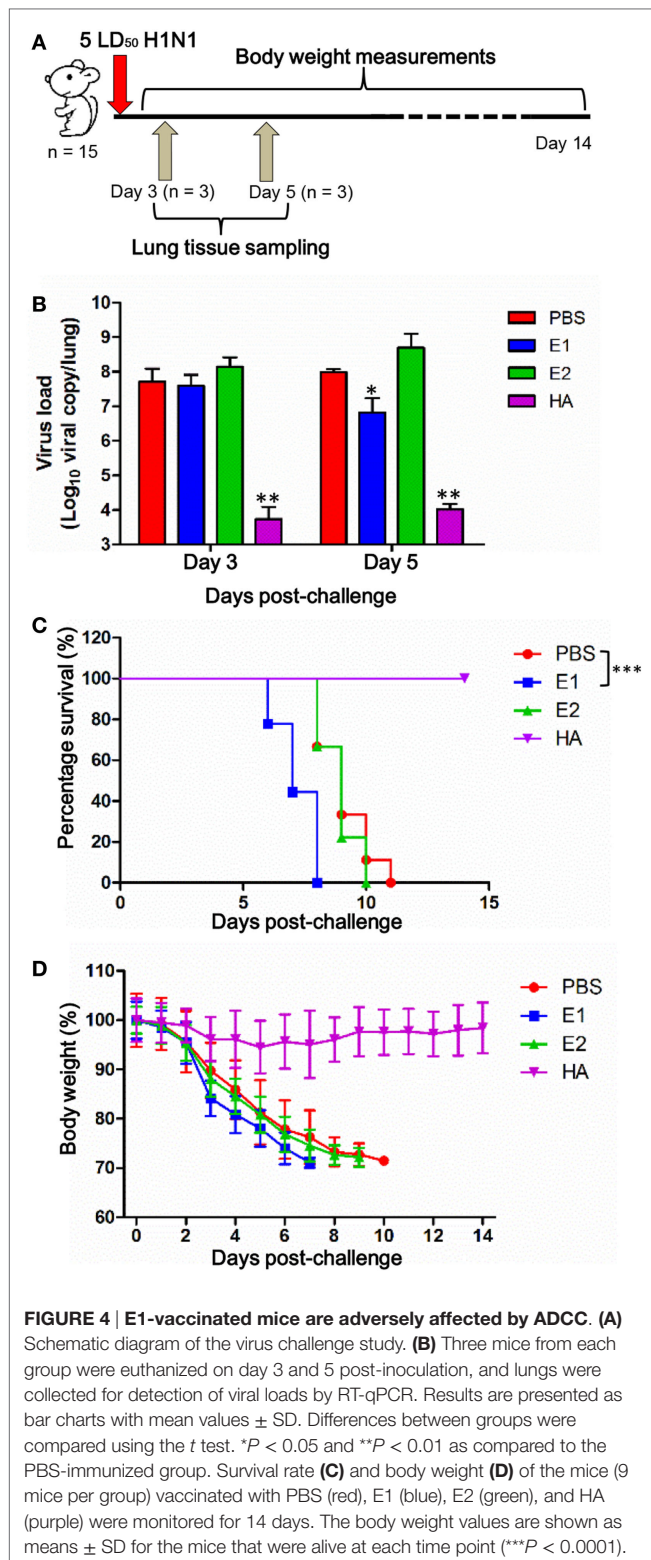 A
5 LD50 H1N1
Body weight measurements
n = 15
Day 14
Day 3 (n = 3)
Day 5 (n = 3)
Lung tissue sampling
B
Virus load
(Log10 viral copy/lung)
10
9
8
7
6
5
4
3
**
*
**
Day 3
Day 5
Days post-challenge
PBS
E1
E2
HA
C
Percentage survival (%)
120
100
80
60
40
20
0
0
5
10
15
Days post-challenge
PBS
E1
E2
HA
***
D
Body weight (%)
110
100
90
80
70
60
0
2
4
6
8
10
12
14
Days post-challenge
PBS
E1
E2
HA
FIGURE 4 | E1-vaccinated mice are adversely affected by ADCC. (A)
Schematic diagram of the virus challenge study. (B) Three mice from each
group were euthanized on day 3 and 5 post-inoculation, and lungs were
collected for detection of viral loads by RT-qPCR. Results are presented as
bar charts with mean values ± SD. Differences between groups were
compared using the t test. *P < 0.05 and **P < 0.01 as compared to the
PBS-immunized group. Survival rate (C) and body weight (D) of the mice (9
mice per group) vaccinated with PBS (red), E1 (blue), E2 (green), and HA
(purple) were monitored for 14 days. The body weight values are shown as
means ± SD for the mice that were alive at each time point (***P < 0.0001).